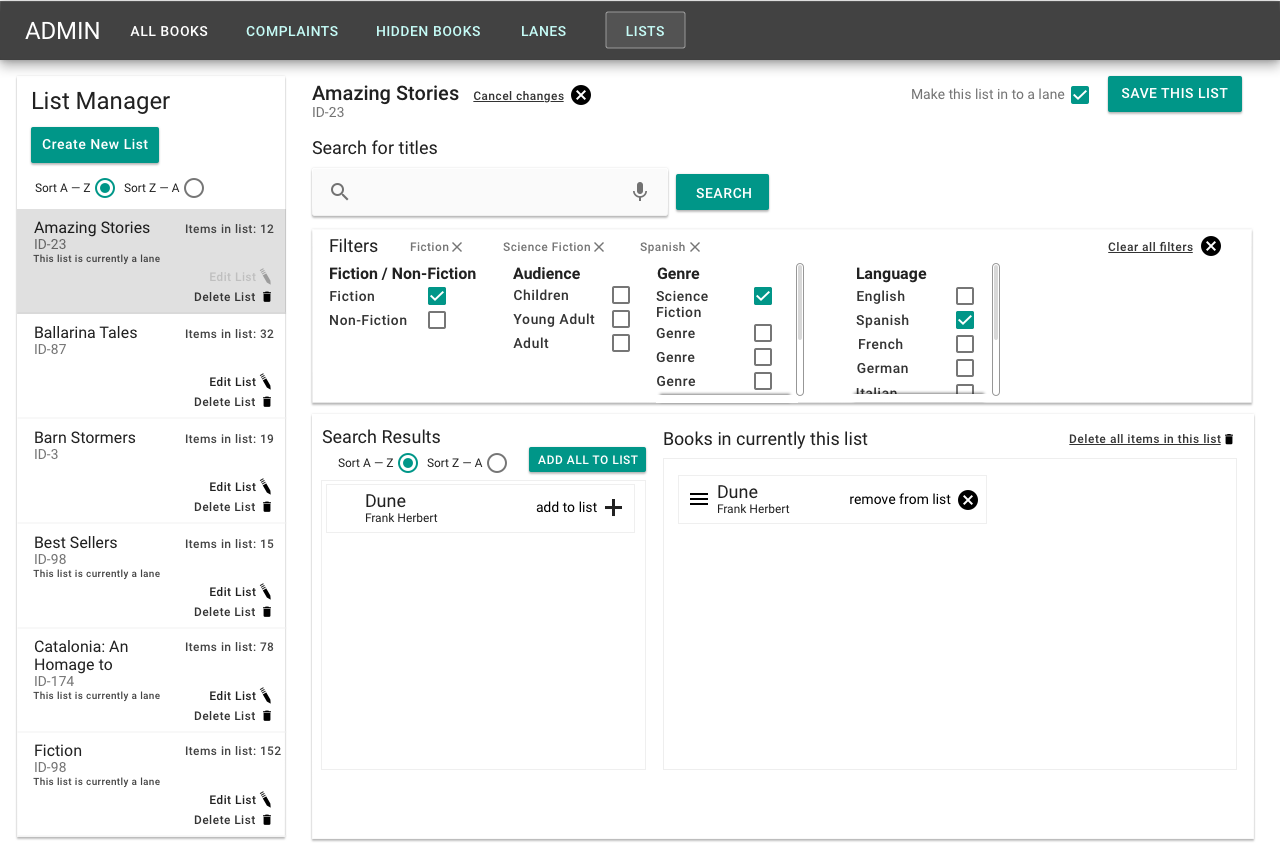 ADMIN ALL BOOKS COMPLAINTS HIDDEN BOOKS LANES LISTS
List Manager
Create New List
Sort A — Z Sort Z — A
Amazing Stories Items in list: 12
ID-23
This list is currently a lane
Edit List
Delete List
Ballarina Tales Items in list: 32
ID-87
Edit List
Delete List
Barn Stormers Items in list: 19
ID-3
Edit List
Delete List
Best Sellers Items in list: 15
ID-98
This list is currently a lane
Edit List
Delete List
Catalonia: An Items in list: 78
Homage to
ID-174
This list is currently a lane
Edit List
Delete List
Fiction Items in list: 152
ID-98
This list is currently a lane
Edit List
Delete List
Amazing Stories Cancel changes
ID-23
Make this list in to a lane SAVE THIS LIST
Search for titles
SEARCH
Filters Fiction Science Fiction Spanish Clear all filters
Fiction / Non-Fiction
Fiction
Non-Fiction
Audience
Children
Young Adult
Adult
Genre
Science
Fiction
Genre
Genre
Genre
Language
English
Spanish
French
German
Italian
Search Results
Sort A — Z Sort Z — A ADD ALL TO LIST
Dune
Frank Herbert
add to list
Books in currently this list Delete all items in this list
Dune
Frank Herbert
remove from list